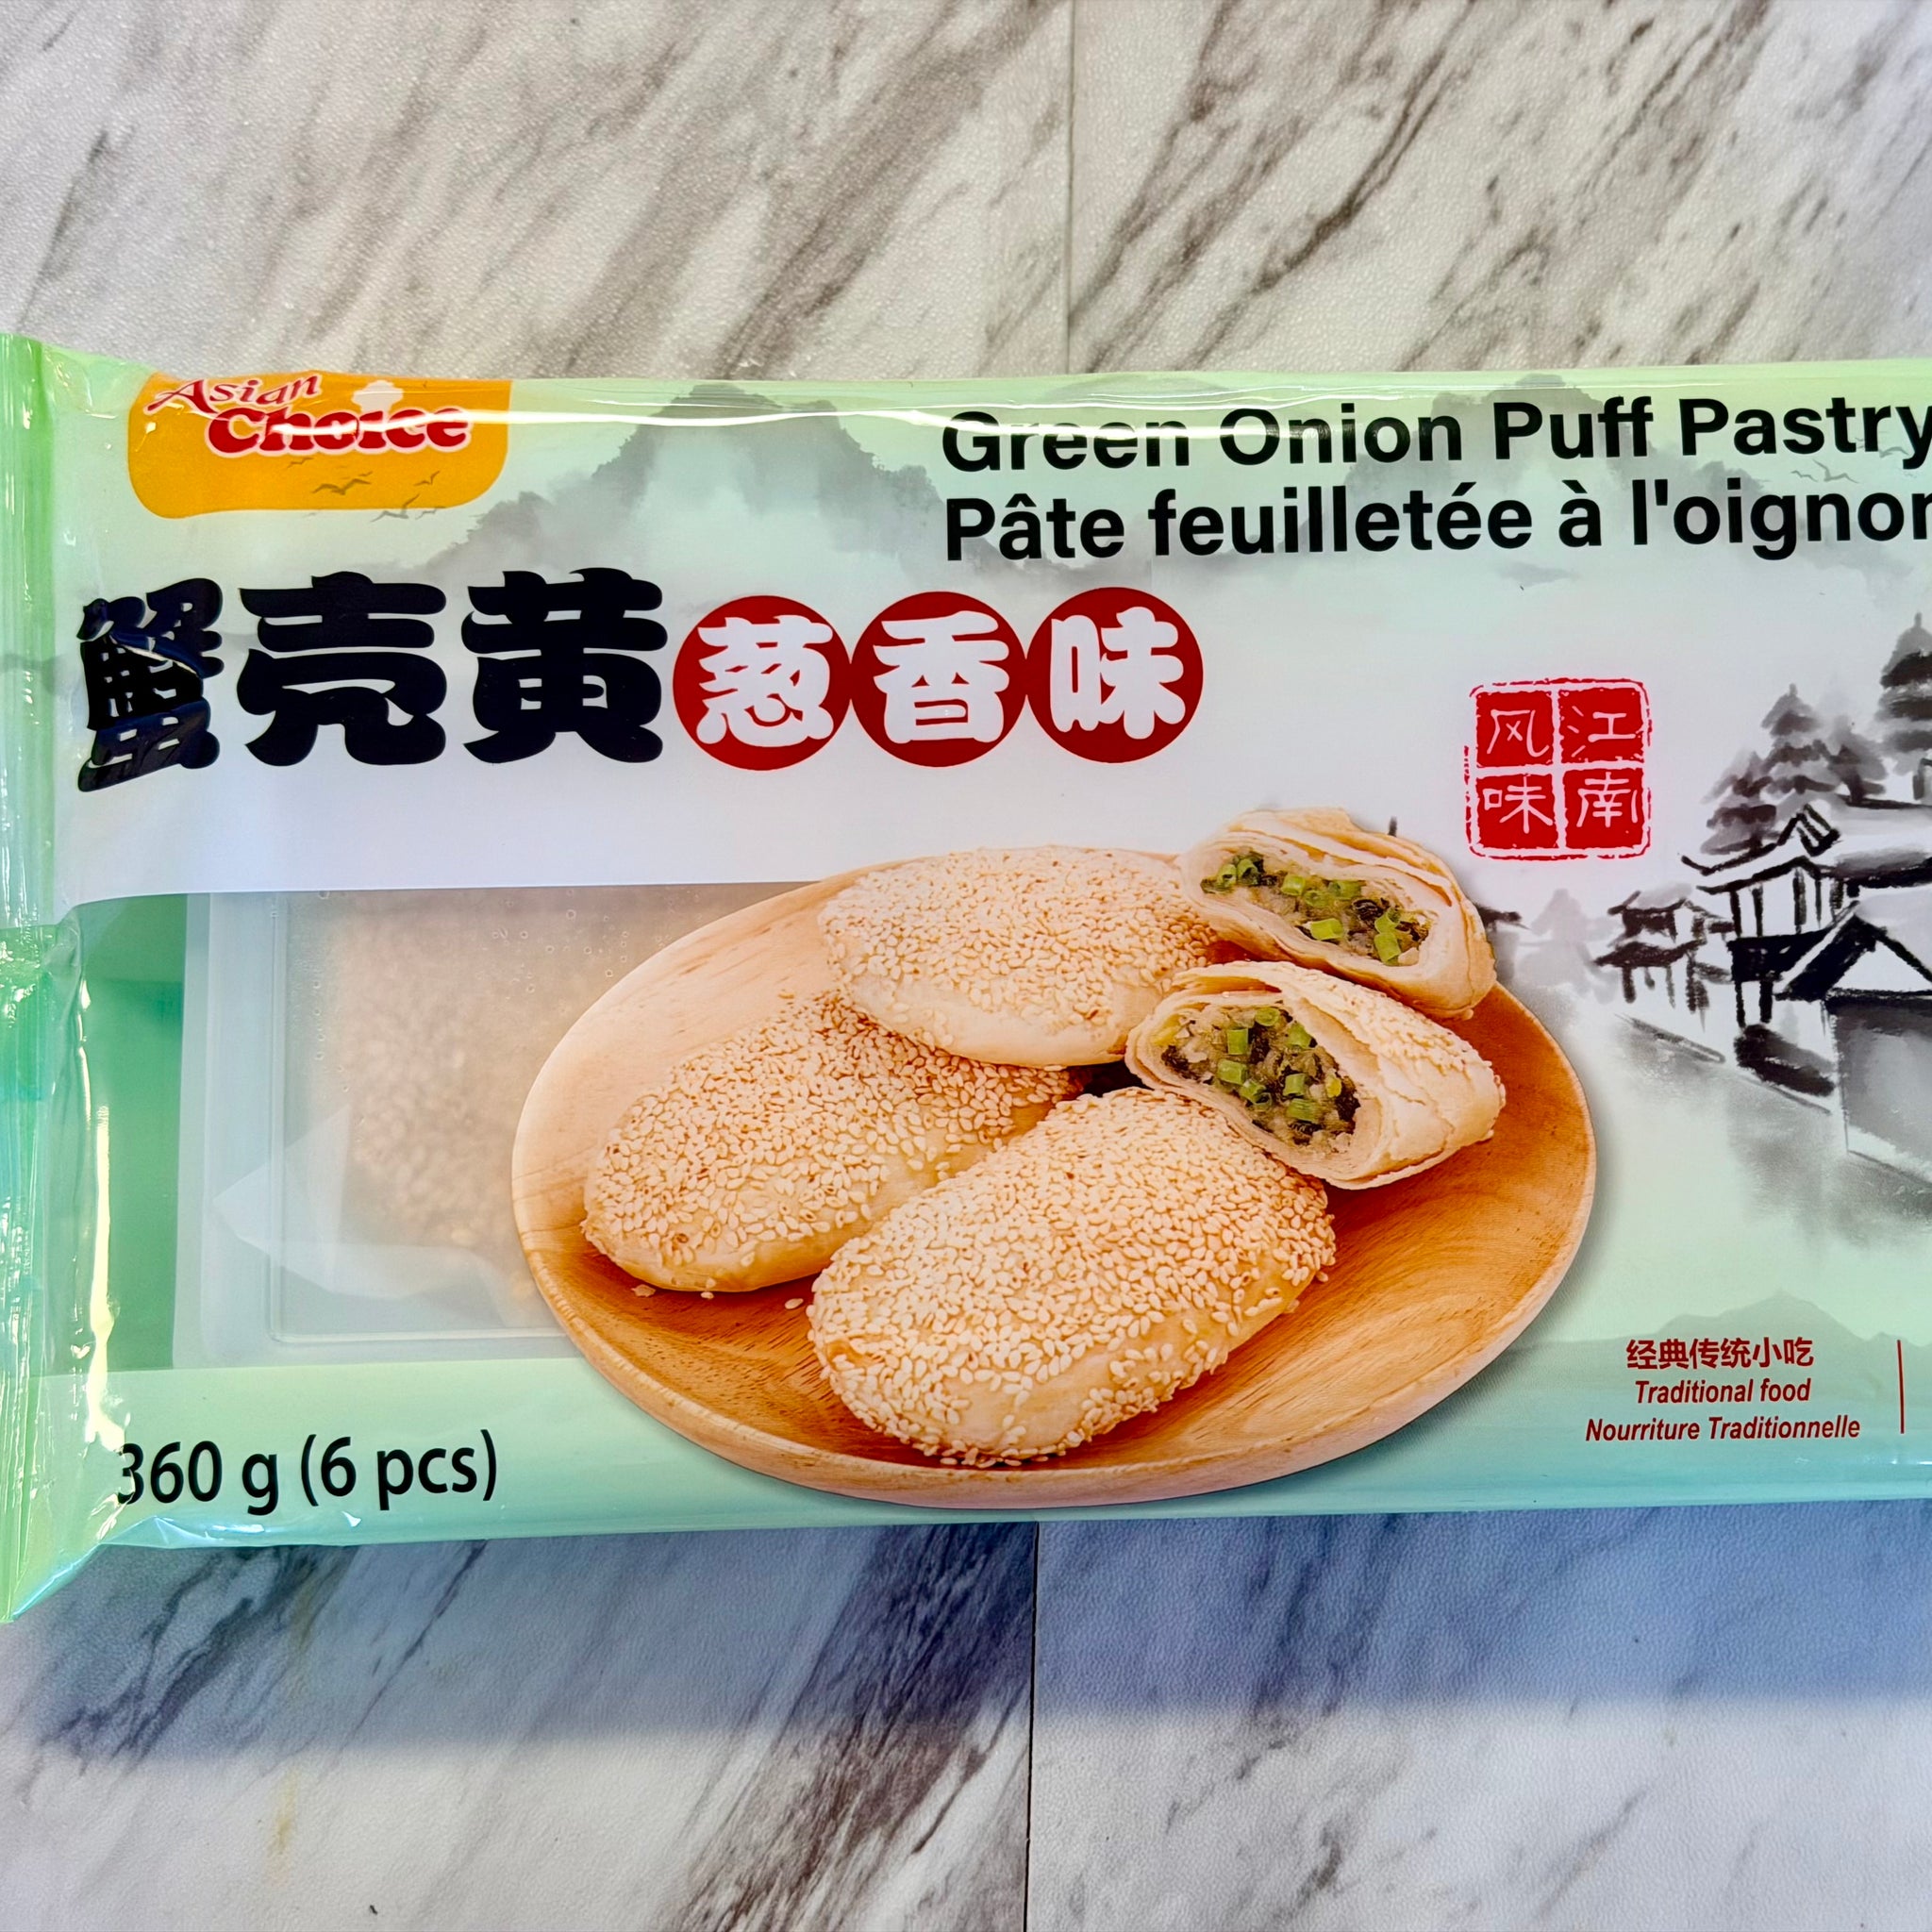 Asian
Choice
Green Onion Puff Pastry
Pâte feuilletée à l'oignon
蟹壳黄葱香味
江南
风味
经典传统小吃
Traditional food
Nourriture Traditionnelle
360 g (6 pcs)